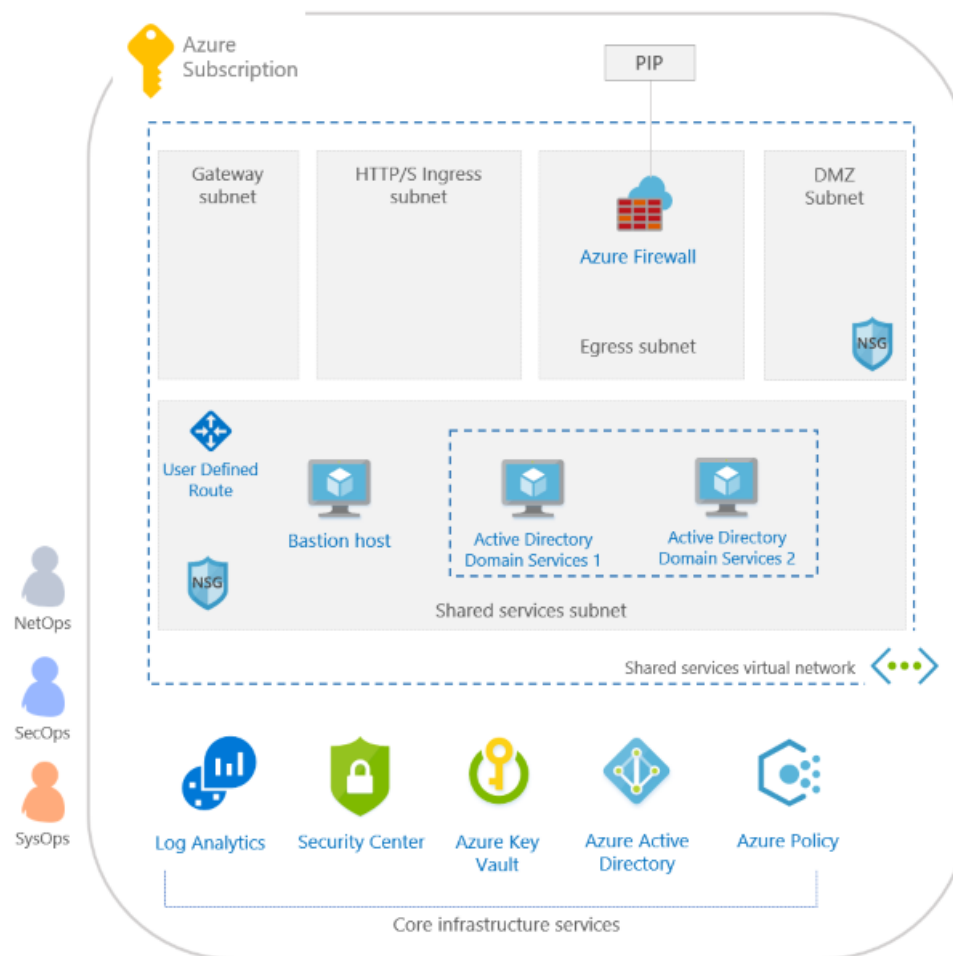 Azure
Subscription
PIP
Gateway
subnet
HTTP/S Ingress
subnet
DMZ
Subnet
Azure Firewall
Egress subnet
NSG
User Defined
Route
Bastion host
Active Directory
Domain Services 1
Active Directory
Domain Services 2
NSG
Shared services subnet
NetOps
Shared services virtual network
SecOps
SysOps
Log Analytics
Security Center
Azure Key
Vault
Azure Active
Directory
Azure Policy
Core infrastructure services